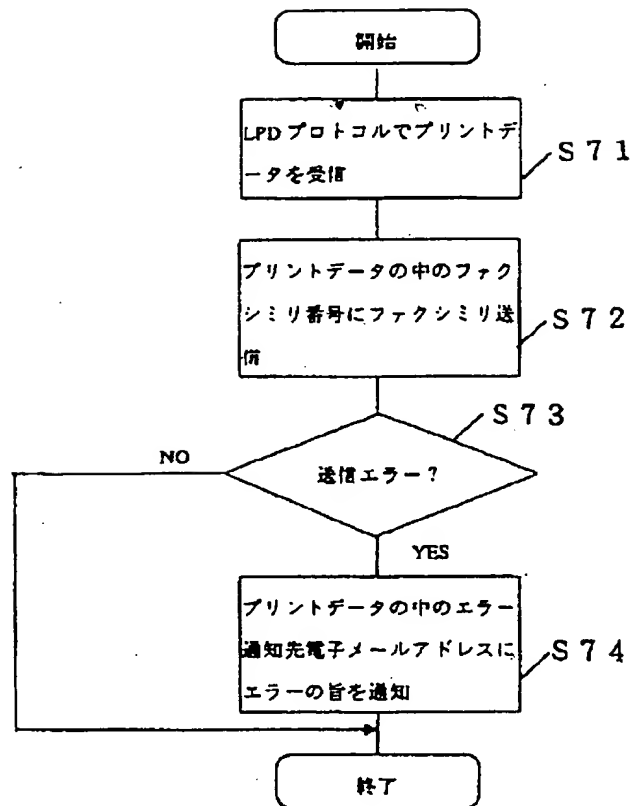 開始
LPDプロトコルでプリントデ
ータを受信
S71
プリントデータの中のファク
シミリ番号にファクシミリ送
信
S72
S73
送信エラー？
NO
YES
プリントデータの中のエラー
通知先電子メールアドレスに
エラーの旨を通知
S74
終了